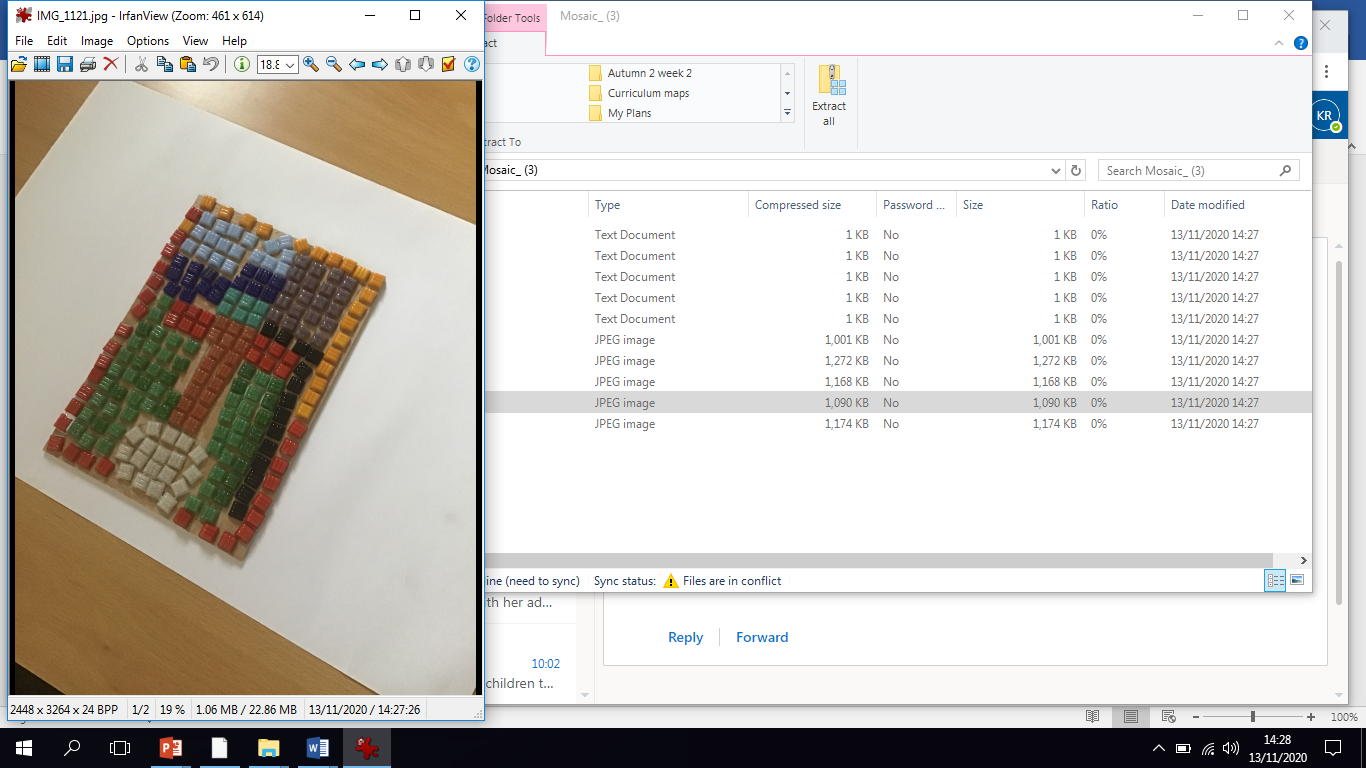 IMG_1121.jpg - IrfanView (Zoom: 461 x 614)
File Edit Image Options View Help
18.8
Folder Tools
Mosaic_ (3)
Autumn 2 week 2
Curriculum maps
My Plans
Extract
all
Mosaic_ (3)
Search Mosaic_ (3)
Type Compressed size Password ... Size Ratio Date modified
Text Document 1 KB No 1 KB 0% 13/11/2020 14:27
Text Document 1 KB No 1 KB 0% 13/11/2020 14:27
Text Document 1 KB No 1 KB 0% 13/11/2020 14:27
Text Document 1 KB No 1 KB 0% 13/11/2020 14:27
Text Document 1 KB No 1 KB 0% 13/11/2020 14:27
JPEG image 1,001 KB No 1,001 KB 0% 13/11/2020 14:27
JPEG image 1,272 KB No 1,272 KB 0% 13/11/2020 14:27
JPEG image 1,168 KB No 1,168 KB 0% 13/11/2020 14:27
JPEG image 1,090 KB No 1,090 KB 0% 13/11/2020 14:27
JPEG image 1,174 KB No 1,174 KB 0% 13/11/2020 14:27
KR
ine (need to sync) Sync status: Files are in conflict
th her ad...
Reply Forward
10:02
children t...
2448 x 3264 x 24 BPP 1/2 19 % 1.06 MB / 22.86 MB 13/11/2020 / 14:27:26
100%
14:28
13/11/2020